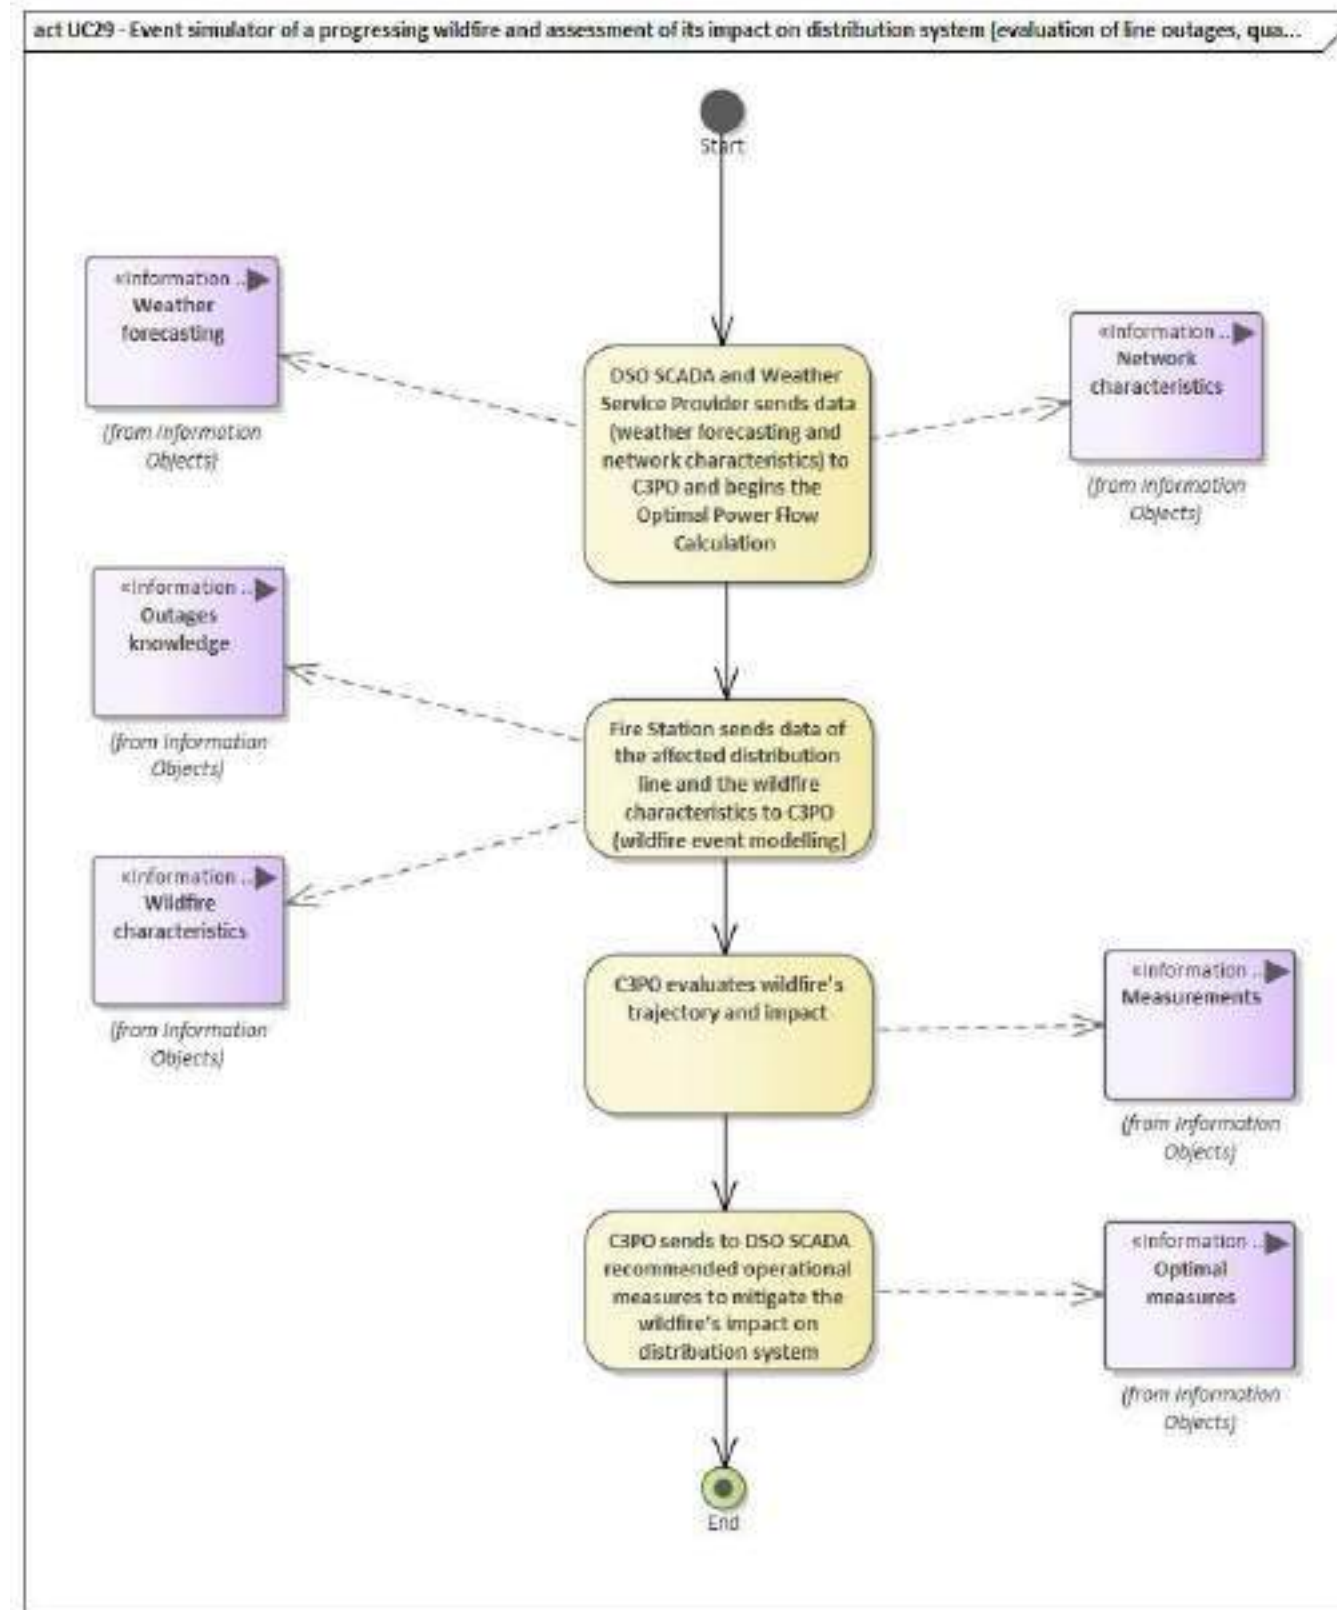 act UC29 - Event simulator of a progressing wildfire and assessment of its impact on distribution system (evaluation of line outages, qua...
Start
«Information ...
Weather
forecasting
(from Information
Objects)
DSO SCADA and Weather
Service Provider sends data
(weather forecasting and
network characteristics) to
C3PO and begins the
Optimal Power Flow
Calculation
«Information ...
Network
characteristics
(from Information
Objects)
«Information ...
Outages
knowledge
(from Information
Objects)
Fire Station sends data of
the affected distribution
line and the wildfire
characteristics to C3PO
(wildfire event modelling)
«Information ...
Wildfire
characteristics
(from Information
Objects)
C3PO evaluates wildfire's
trajectory and impact
«Information ...
Measurements
(from Information
Objects)
C3PO sends to DSO SCADA
recommended operational
measures to mitigate the
wildfire's impact on
distribution system
«Information ...
Optimal
measures
(from Information
Objects)
End